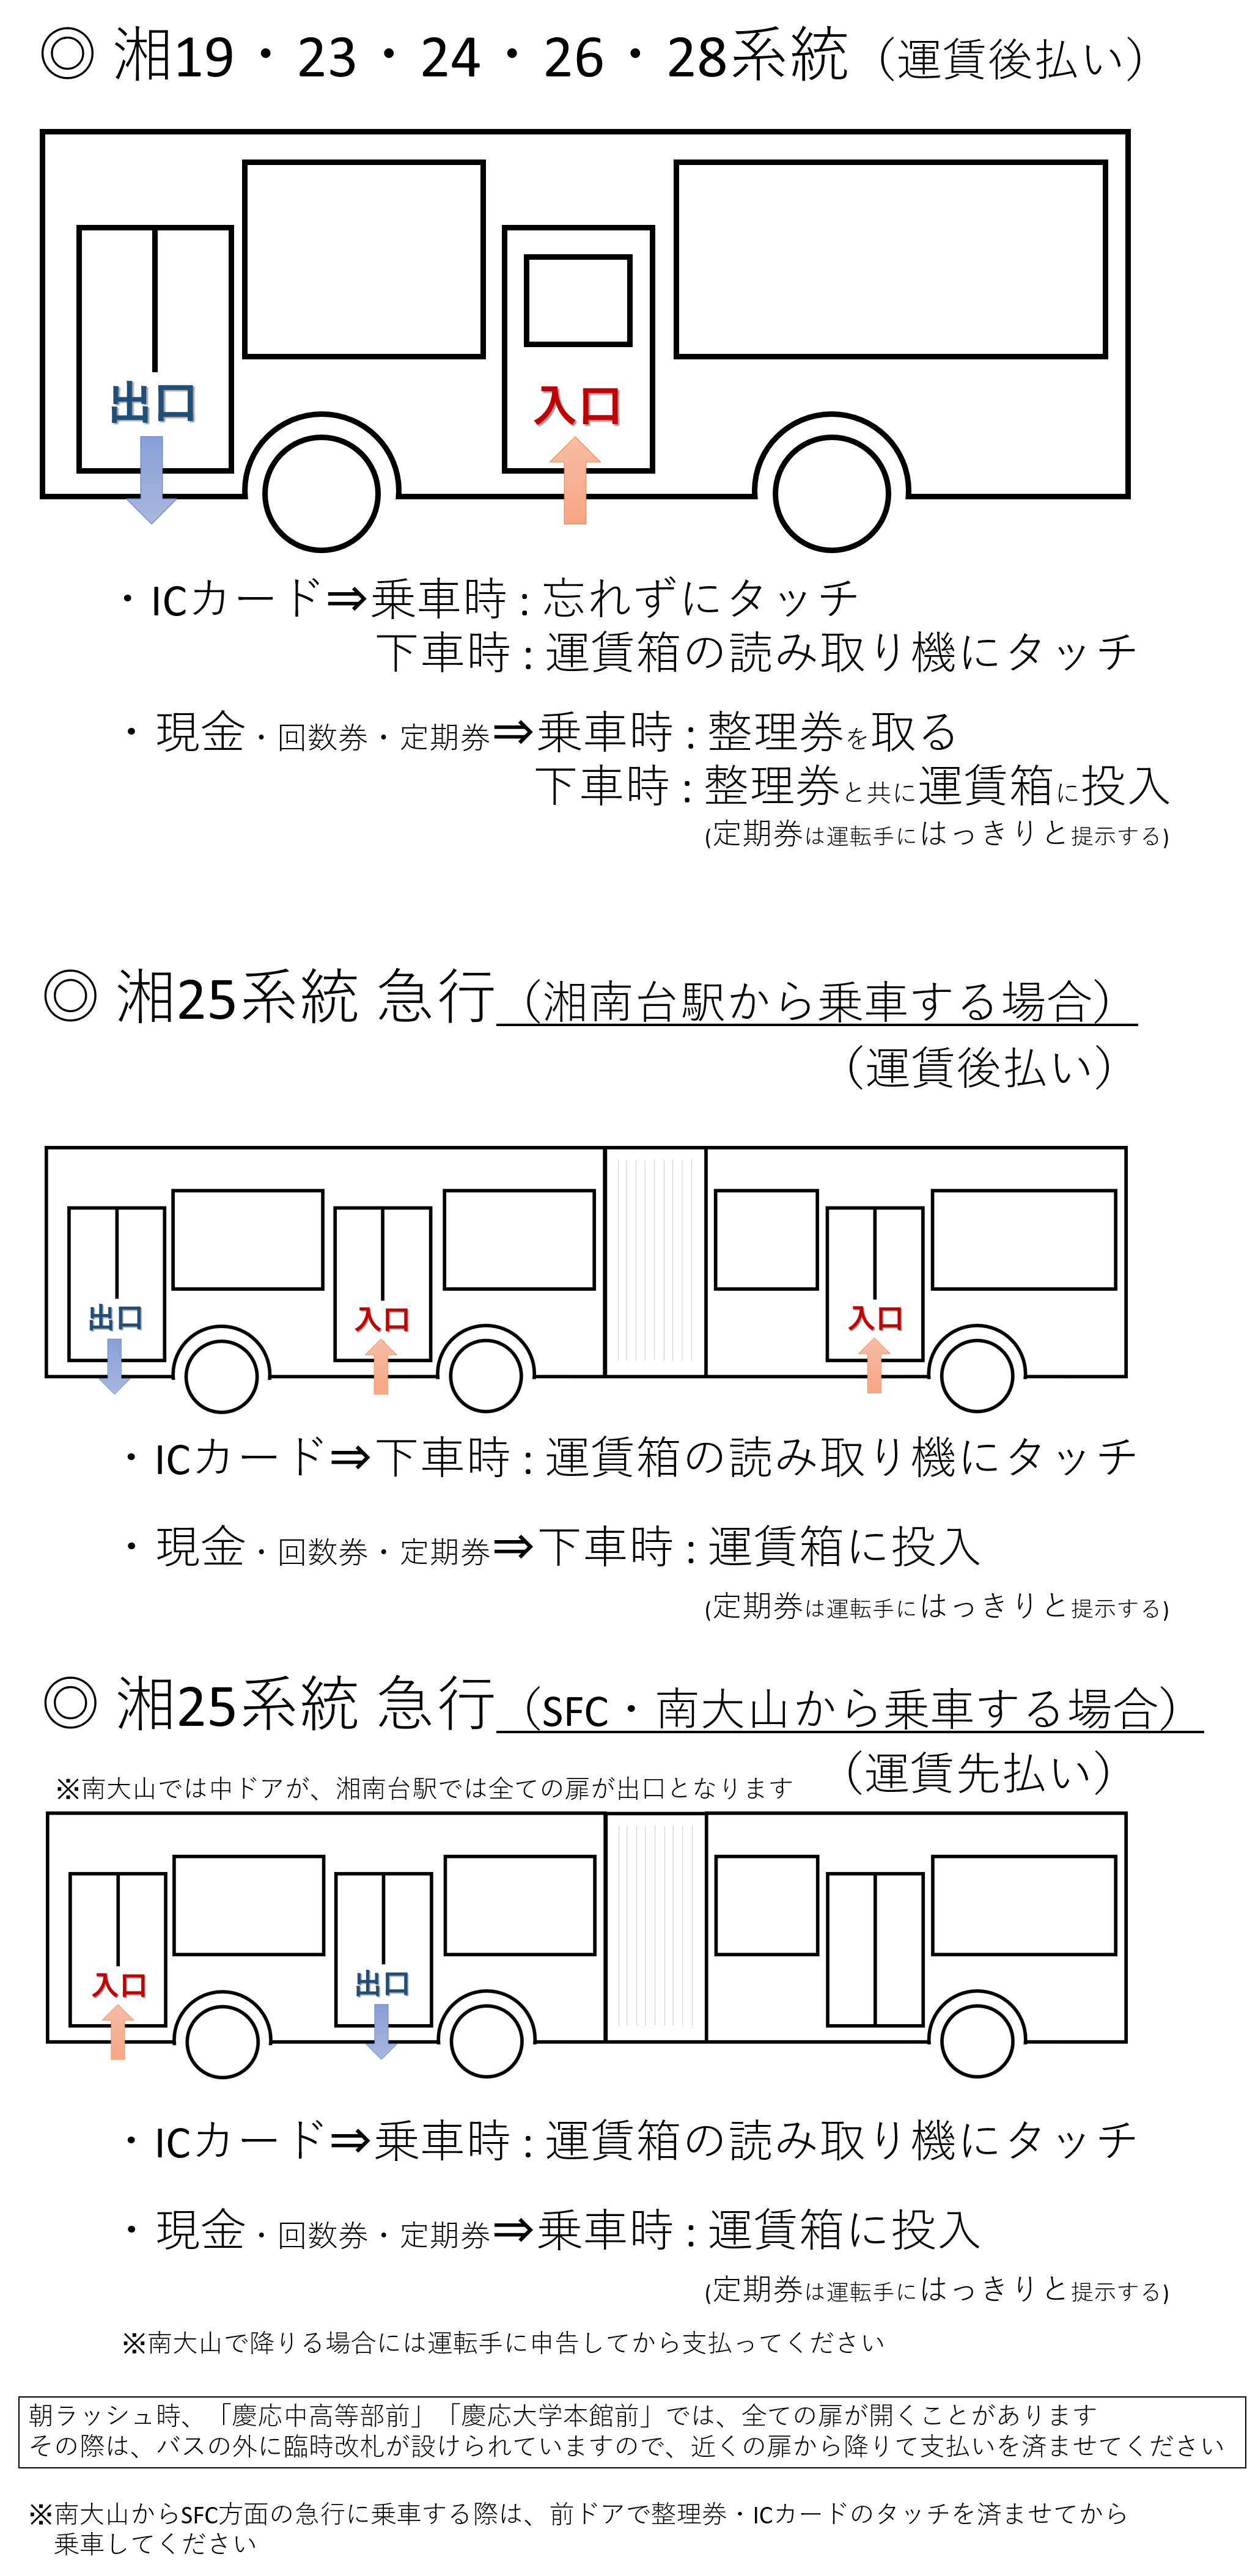 ◎ 湘19・23・24・26・28系統（運賃後払い）
出口
入口
・ICカード⇒乗車時：忘れずにタッチ
下車時：運賃箱の読み取り機にタッチ
・現金・回数券・定期券⇒乗車時：整理券を取る
下車時：整理券と共に運賃箱に投入
(定期券は運転手にはっきりと提示する)
◎ 湘25系統 急行（湘南台駅から乗車する場合）
（運賃後払い）
出口
入口
入口
・ICカード⇒下車時：運賃箱の読み取り機にタッチ
・現金・回数券・定期券⇒下車時：運賃箱に投入
(定期券は運転手にはっきりと提示する)
◎ 湘25系統 急行（SFC・南大山から乗車する場合）
（運賃先払い）
※南大山では中ドアが、湘南台駅では全ての扉が出口となります
入口
出口
・ICカード⇒乗車時：運賃箱の読み取り機にタッチ
・現金・回数券・定期券⇒乗車時：運賃箱に投入
(定期券は運転手にはっきりと提示する)
※南大山で降りる場合には運転手に申告してから支払ってください
朝ラッシュ時、「慶応中高等部前」「慶応大学本館前」では、全ての扉が開くことがあります
その際は、バスの外に臨時改札が設けられていますので、近くの扉から降りて支払いを済ませてください
※南大山からSFC方面の急行に乗車する際は、前ドアで整理券・ICカードのタッチを済ませてから
乗車してください